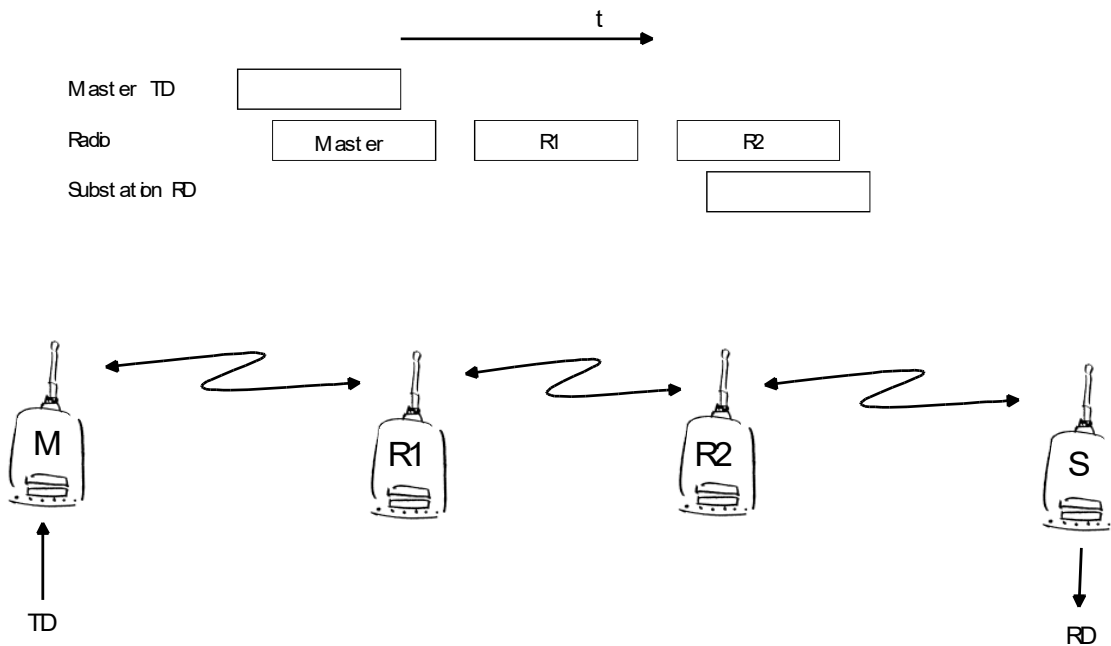 t
Master TD
Radio Master R1 R2
Substation RD
M R1 R2 S
TD RD